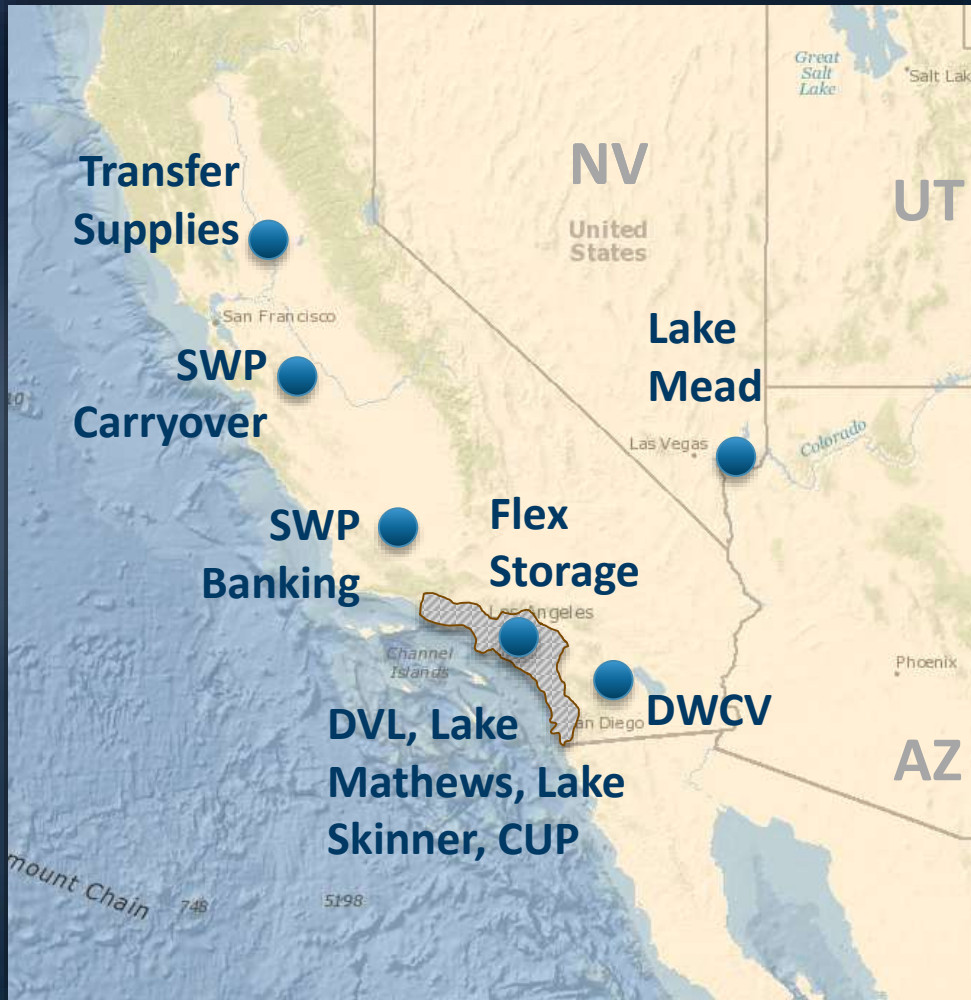 Great
Salt
Lake
Salt Lak
NV
United
States
UT
Transfer
Supplies
San Francisco
SWP
Carryover
10
Lake
Mead
Las Vegas
Colorado
SWP
Banking
Flex
Storage
Los Angeles
Channel
Islands
Phoenix
DWCV
an Diego
DVL, Lake
Mathews, Lake
Skinner, CUP
AZ
mount Chain
748
5198